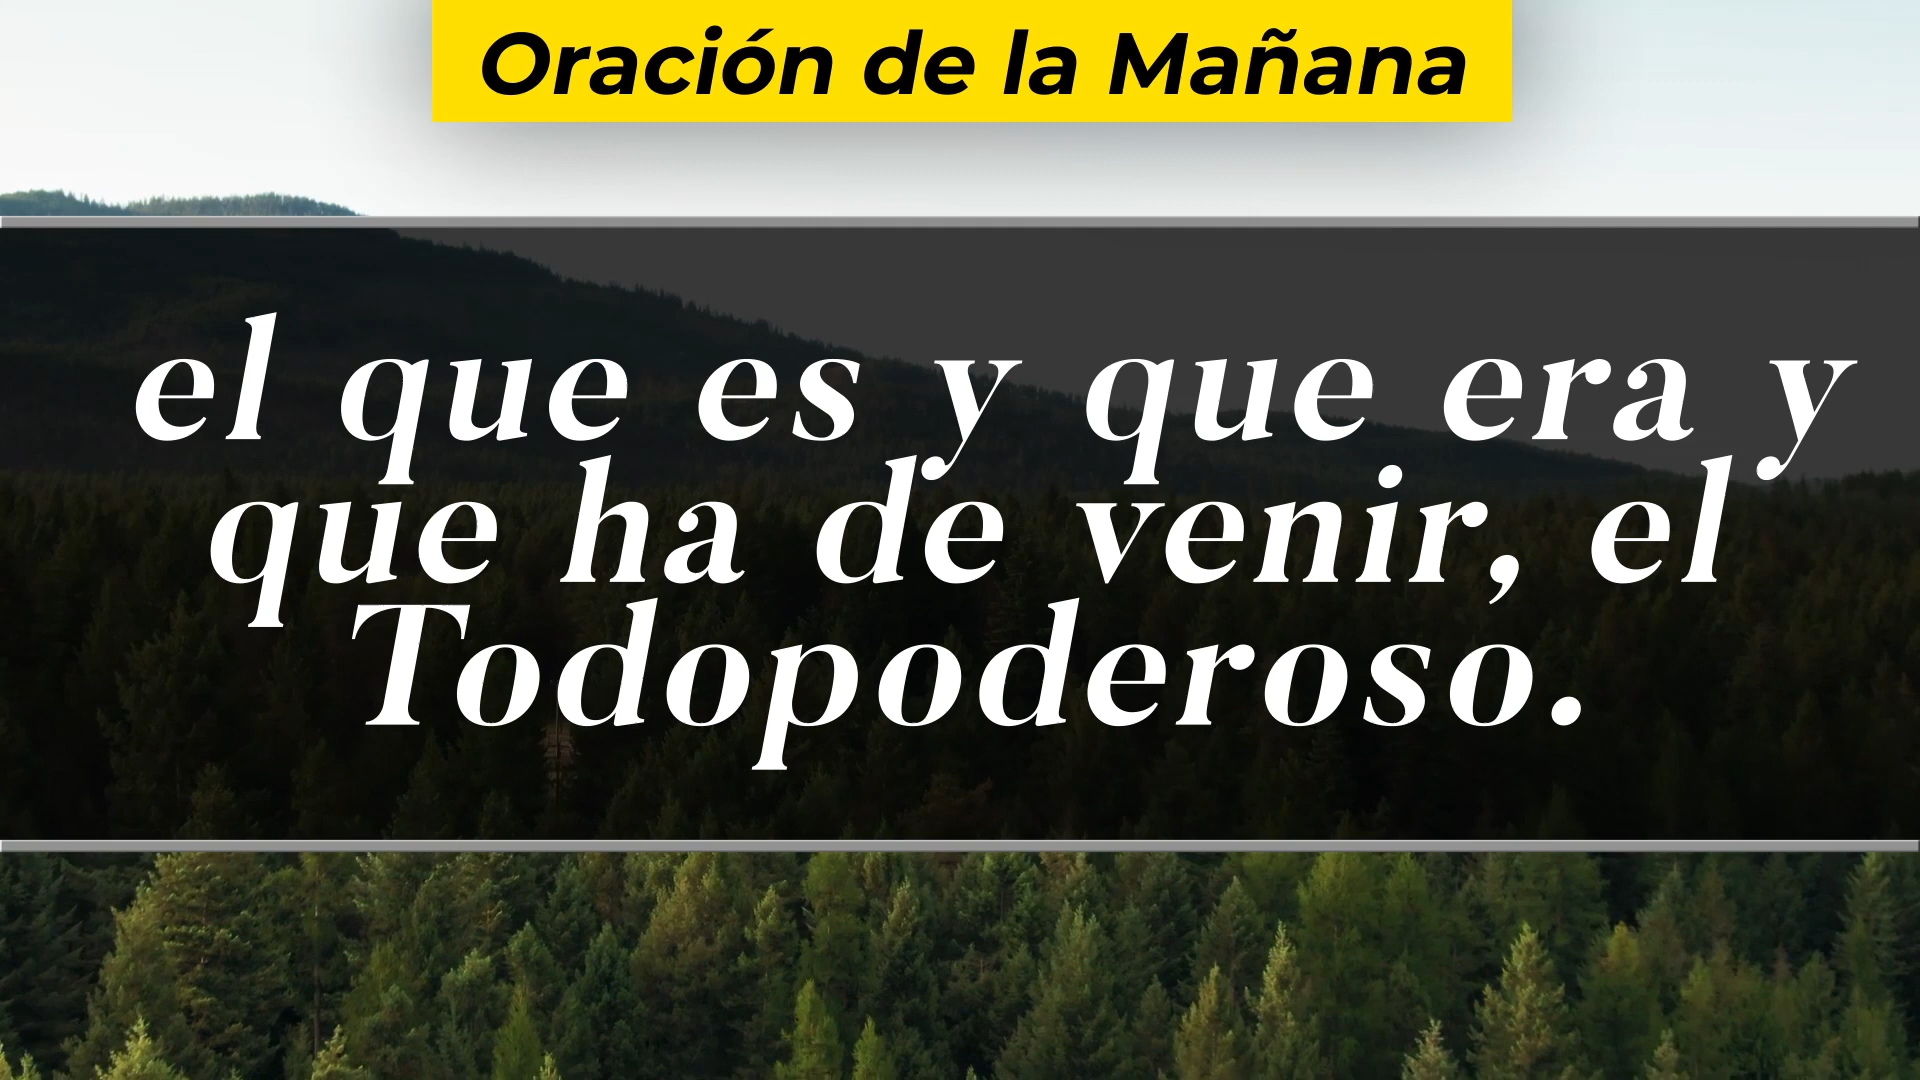 Oración de la Mañana
el que es y que era y
que ha de venir, el
Todopoderoso.